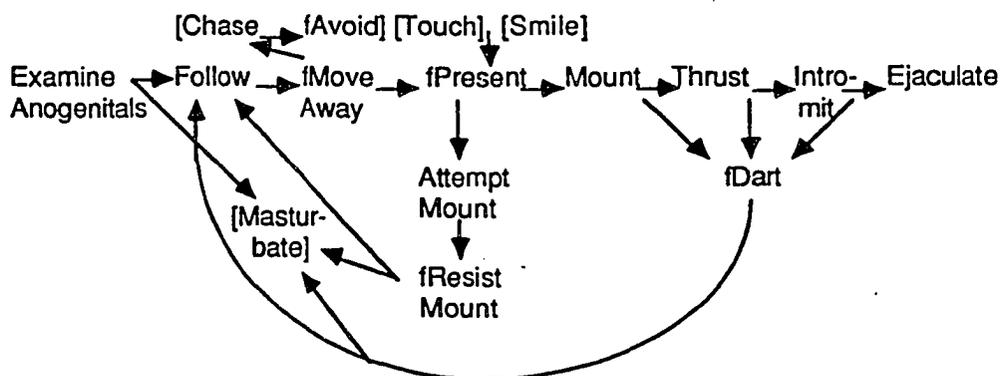 [Chase fAvoid] [Touch], [Smile]
Examine Follow fMove fPresent Mount Thrust Intro- Ejaculate
Anogenitals Away mit
Attempt fDart
Mount
[Mastur-
bate]
fResist
Mount